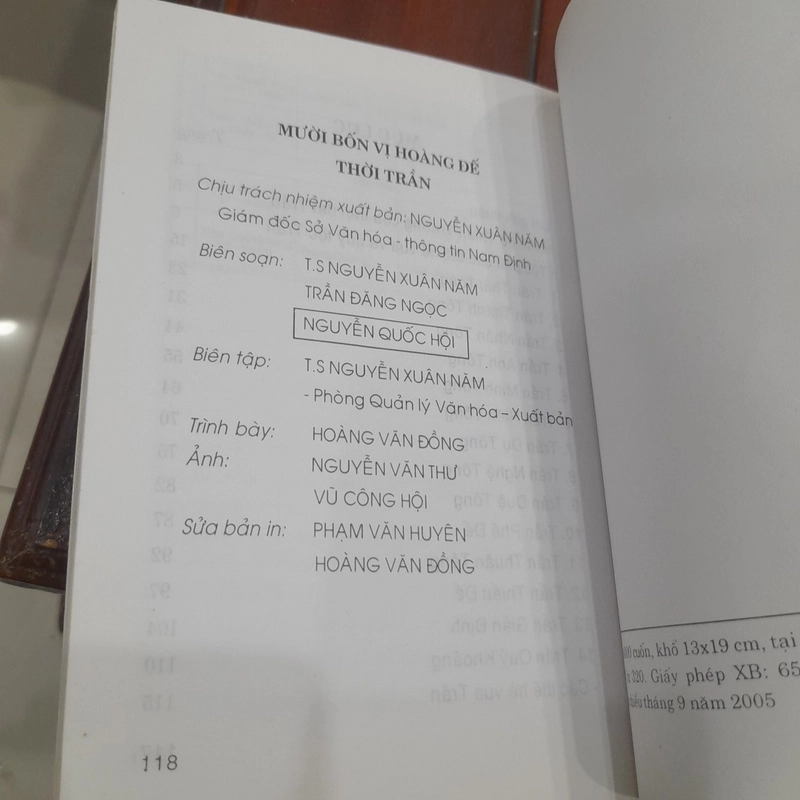 MƯỜI BỐN VỊ HOÀNG ĐẾ
THỜI TRẦN
Chịu trách nhiệm xuất bản: NGUYỄN XUÂN NĂM
Giám đốc Sở Văn hóa - thông tin Nam Định
Biên soạn: T.S NGUYỄN XUÂN NĂM
TRẦN ĐĂNG NGỌC
NGUYỄN QUỐC HỘI
Biên tập: T.S NGUYỄN XUÂN NĂM
- Phòng Quản lý Văn hóa – Xuất bản
Trình bày: HOÀNG VĂN ĐỒNG
Ảnh: NGUYỄN VĂN THƯ
VŨ CÔNG HỘI
Sửa bản in: PHẠM VĂN HUYÊN
HOÀNG VĂN ĐỒNG
118
cuốn, khổ 13x19 cm, tại
320. Giấy phép XB: 65
tháng 9 năm 2005